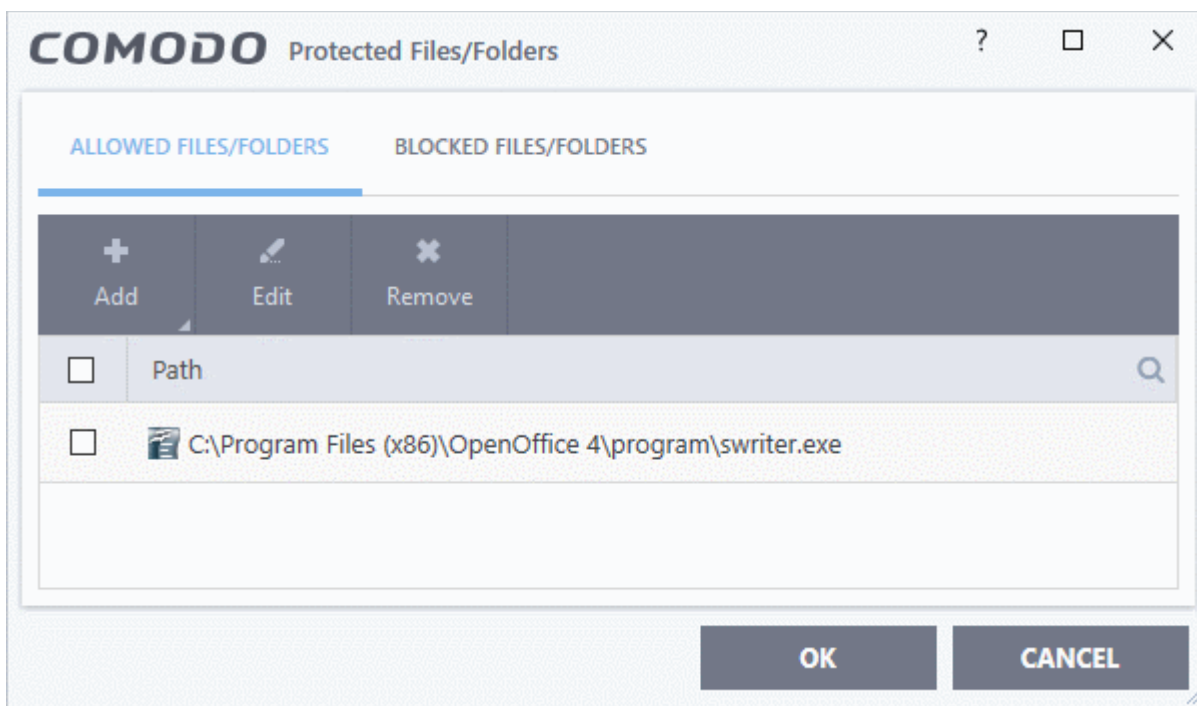 COMODO Protected Files/Folders ?
ALLOWED FILES/FOLDERS BLOCKED FILES/FOLDERS
Add Edit Remove
Path
C:\Program Files (x86)\OpenOffice 4\program\swriter.exe
OK CANCEL